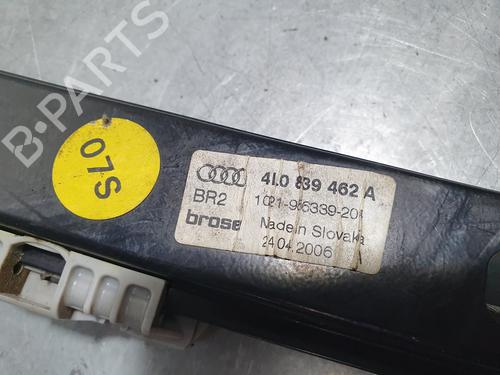 B-PARTS
07S
4L0 839 462 A
BR2
brose
Made in Slovakia
24.04.2006